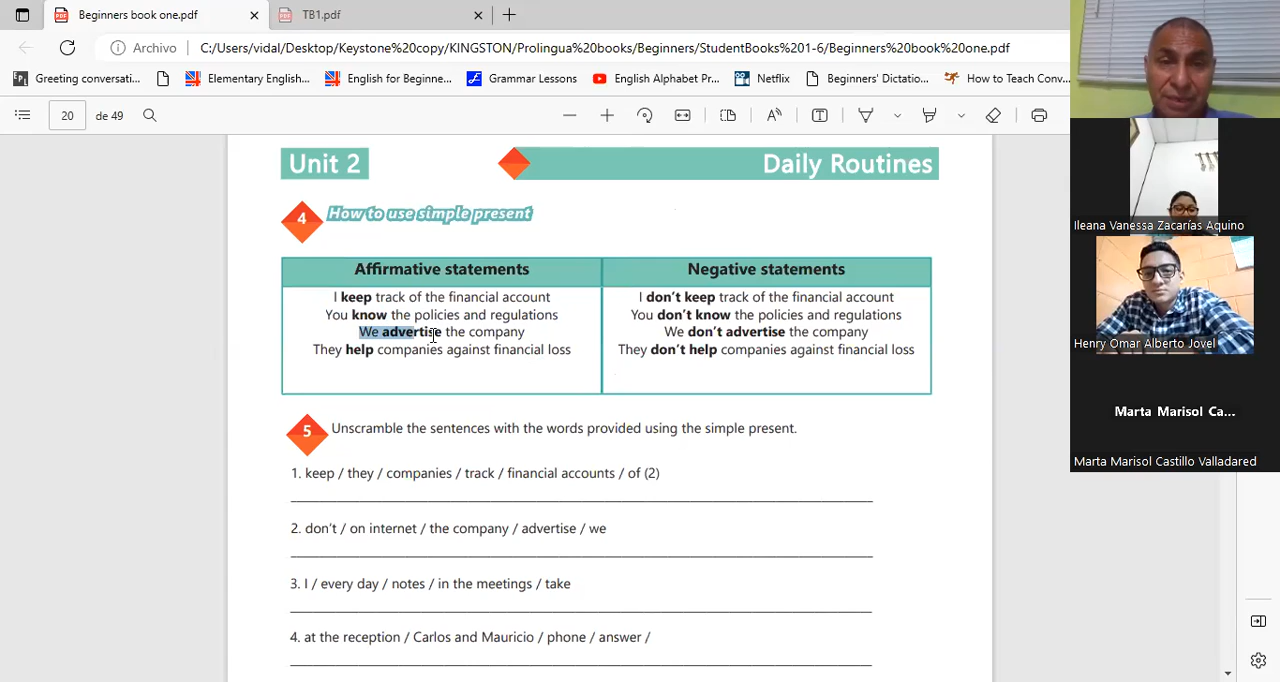 Beginners book one.pdf
TB1.pdf
Archivo
C:/Users/vidal/Desktop/Keystone%20copy/KINGSTON/Prolingua%20books/Beginners/StudentBooks%201-6/Beginners%20book%20one.pdf
Greeting conversati...
Elementary English...
English for Beginne...
Grammar Lessons
English Alphabet Pr...
Netflix
Beginners' Dictatio...
How to Teach Conv...
20
de 49
Unit 2
Daily Routines
4
How to use simple present
Affirmative statements
Negative statements
I keep track of the financial account
You know the policies and regulations
We advertise the company
They help companies against financial loss
I don't keep track of the financial account
You don't know the policies and regulations
We don't advertise the company
They don't help companies against financial loss
5
Unscramble the sentences with the words provided using the simple present.
1. keep / they / companies / track / financial accounts / of (2)
2. don't / on internet / the company / advertise / we
3. I / every day / notes / in the meetings / take
4. at the reception / Carlos and Mauricio / phone / answer /
Ileana Vanessa Zacarías Aquino
Henry Omar Alberto Jovel
Marta Marisol Ca...
Marta Marisol Castillo Valladared